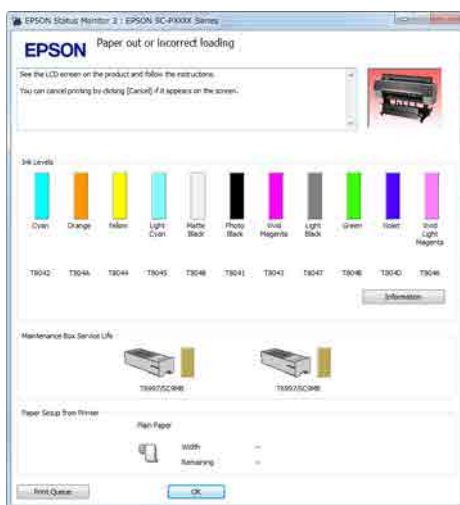 EPSON Status Monitor 3 : EPSON SC-PXXXX Series
EPSON
Paper out or incorrect loading
See the LCD screen on the product and follow the instructions.
You can cancel printing by clicking [Cancel] if it appears on the screen.
Ink Levels
Cyan Orange Yellow Light Cyan Matte Black Photo Black Vivid Magenta Light Black Green Violet Vivid Light Magenta
T8042 T804A T8044 T8045 T8048 T8041 T8043 T8047 T804B T804D T8046
Information
Maintenance Box Service Life
T6997/SC9MB T6997/SC9MB
Paper Setup from Printer
Plain Paper
Width --
Remaining --
Print Queue OK